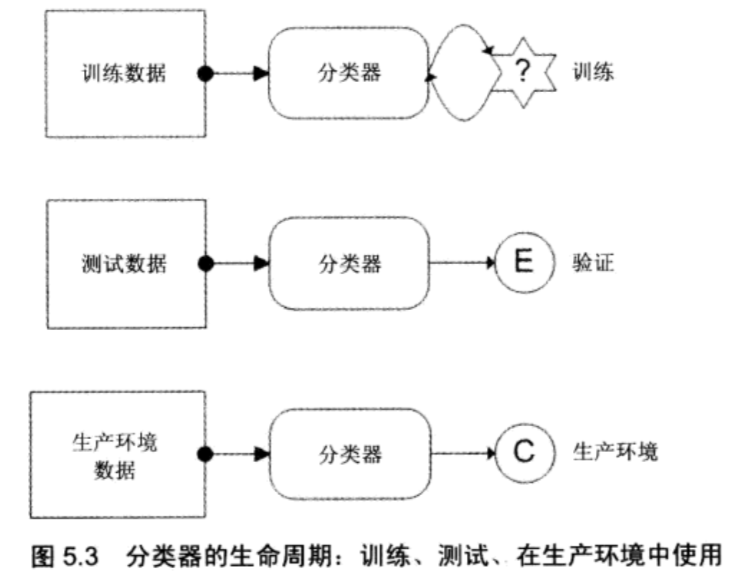 训练数据
分类器
?
训练
测试数据
分类器
E
验证
生产环境
数据
分类器
C
生产环境
图 5.3 分类器的生命周期：训练、测试、在生产环境中使用